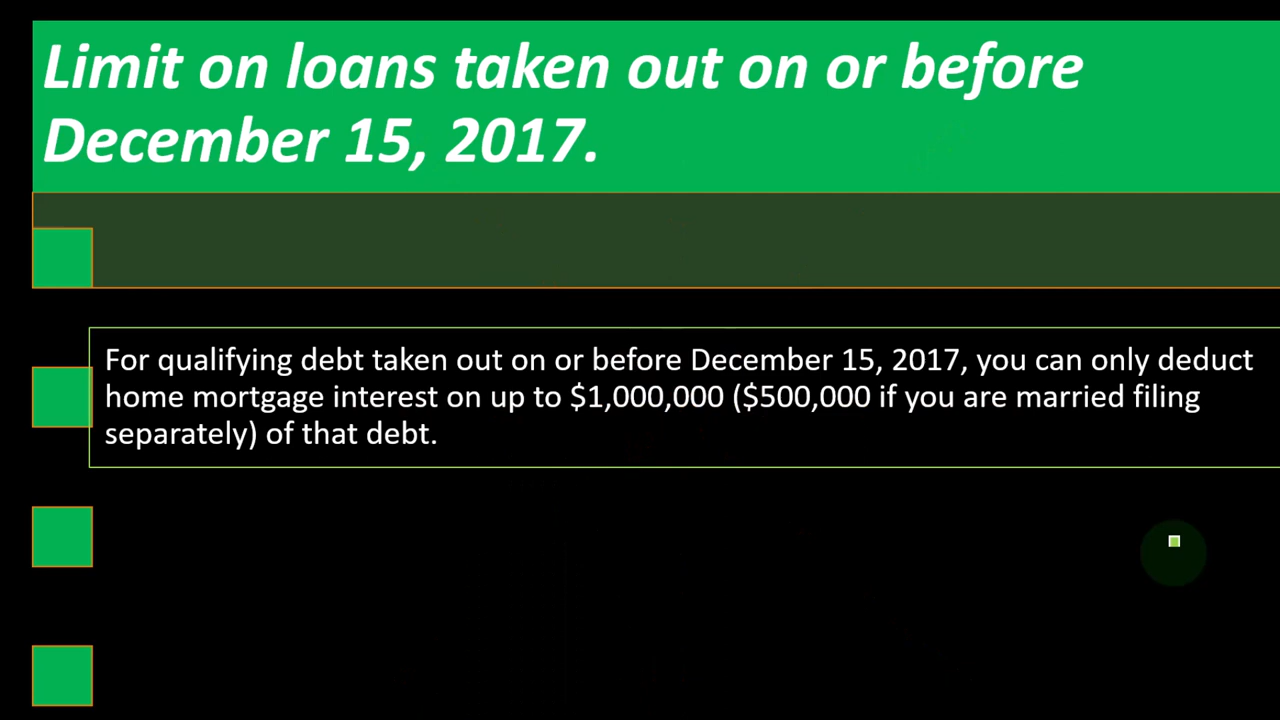 Limit on loans taken out on or before
December 15, 2017.
For qualifying debt taken out on or before December 15, 2017, you can only deduct
home mortgage interest on up to $1,000,000 ($500,000 if you are married filing
separately) of that debt.